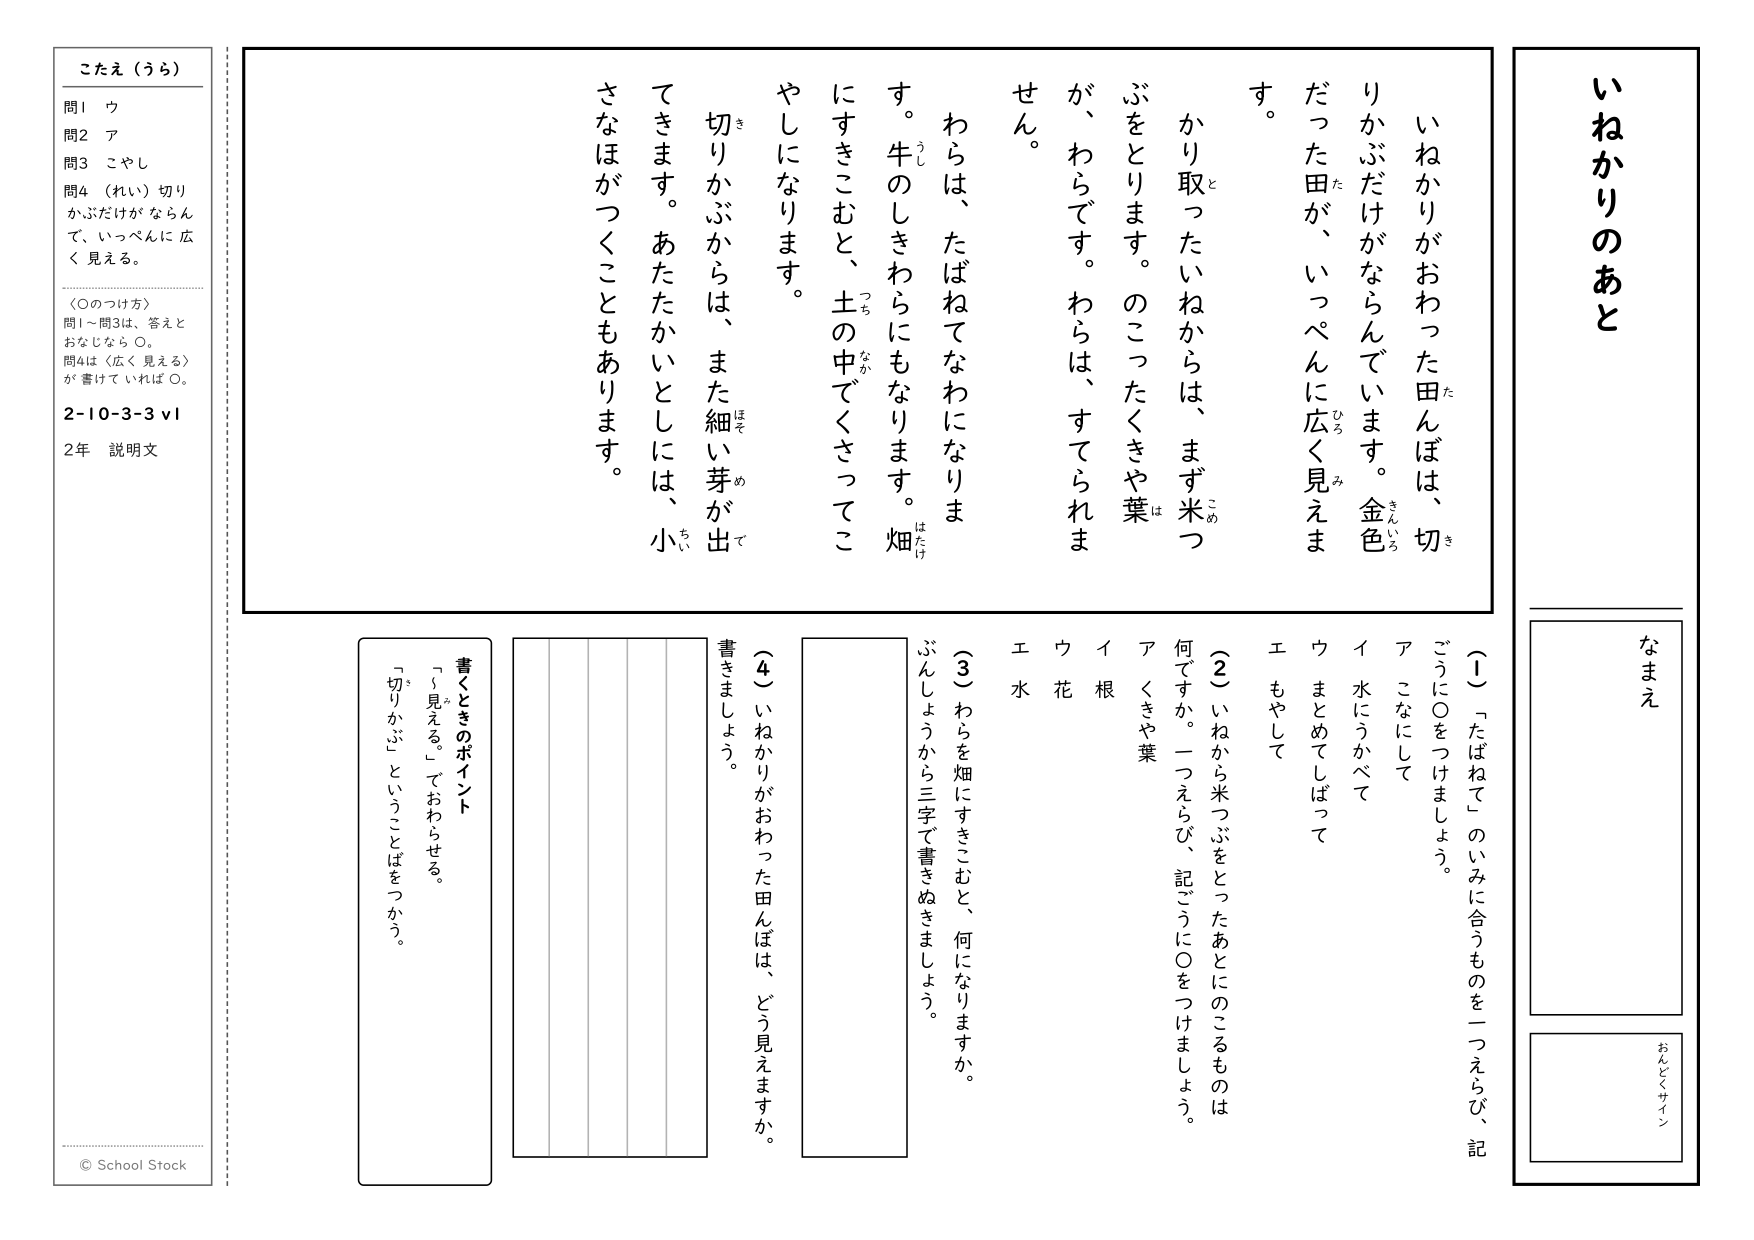 いねかりのあと
なまえ
おんどくサイン
いねかりがおわった田んぼは、切
りかぶだけがならんでいます。金色
だった田が、いっぺんに広く見えま
す。
かり取ったいねからは、まず米つ
ぶをとります。のこったくきや葉
が、わらです。わらは、すてられま
せん。
わらは、たばねてなわになりま
す。牛のしきわらにもなります。畑
にすきこむと、土の中でくさってこ
やしになります。
切りかぶからは、また細い芽が出
てきます。あたたかいとしには、小
さなほがつくこともあります。
(1)「たばねて」のいみに合うものを一つえらび、記
ごうに○をつけましょう。
ア こなにして
イ 水にうかべて
ウ まとめてしばって
エ もやして
(2)いねから米つぶをとったあとにのこるものは
何ですか。一つえらび、記ごうに○をつけましょう。
ア くきや葉
イ 根
ウ 花
エ 水
(3)わらを畑にすきこむと、何になりますか。
ぶんしょうから三字で書きぬきましょう。
(4)いねかりがおわった田んぼは、どう見えますか。
書きましょう。
書くときのポイント
「~見える。」でおわらせる。
「切りかぶ」ということばをつかう。
こたえ(うら)
問1 ウ
問2 ア
問3 こやし
問4 (れい)切り
かぶだけが ならん
で、いっぺんに 広
く 見える。
〈○のつけ方〉
問1~問3は、答えと
おなじなら ○。
問4は〈広く 見える〉
が 書けて いれば ○。
2-10-3-3 v1
2年 説明文
© School Stock